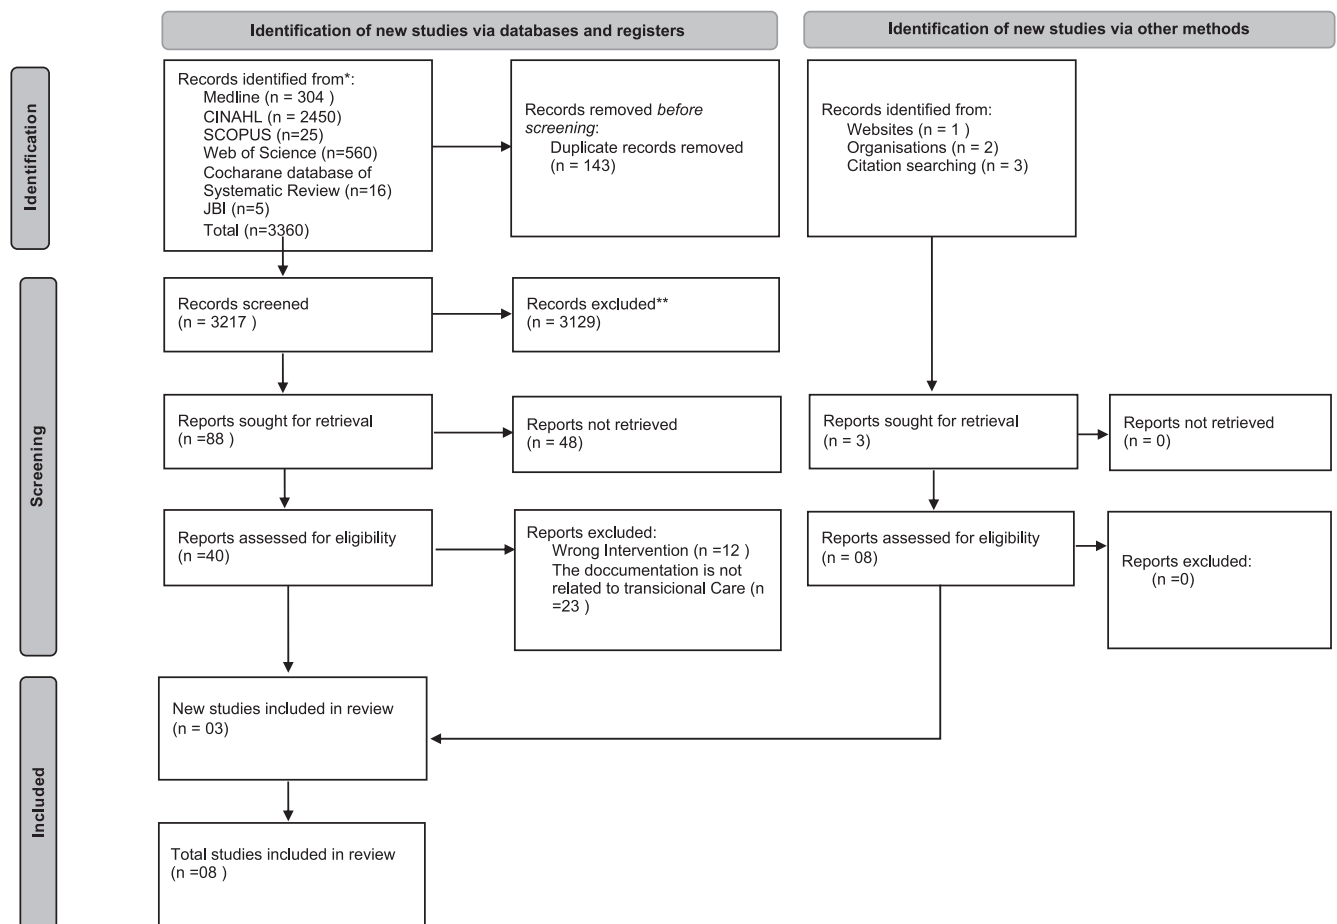 Identification of new studies via databases and registers
Identification of new studies via other methods
Identification
Records identified from*:
Medline (n = 304 )
CINAHL (n = 2450)
SCOPUS (n=25)
Web of Science (n=560)
Cocharane database of
Systematic Review (n=16)
JBI (n=5)
Total (n=3360)
Records removed before
screening:
Duplicate records removed
(n = 143)
Records identified from:
Websites (n = 1 )
Organisations (n = 2)
Citation searching (n = 3)
Screening
Records screened
(n = 3217 )
Records excluded**
(n = 3129)
Reports sought for retrieval
(n =88 )
Reports not retrieved
(n = 48)
Reports sought for retrieval
(n = 3)
Reports not retrieved
(n = 0)
Reports assessed for eligibility
(n =40)
Reports excluded:
Wrong Intervention (n =12 )
The doccumentation is not
related to transicional Care (n
=23 )
Reports assessed for eligibility
(n = 08)
Reports excluded:
(n =0)
Included
New studies included in review
(n = 03)
Total studies included in review
(n =08 )